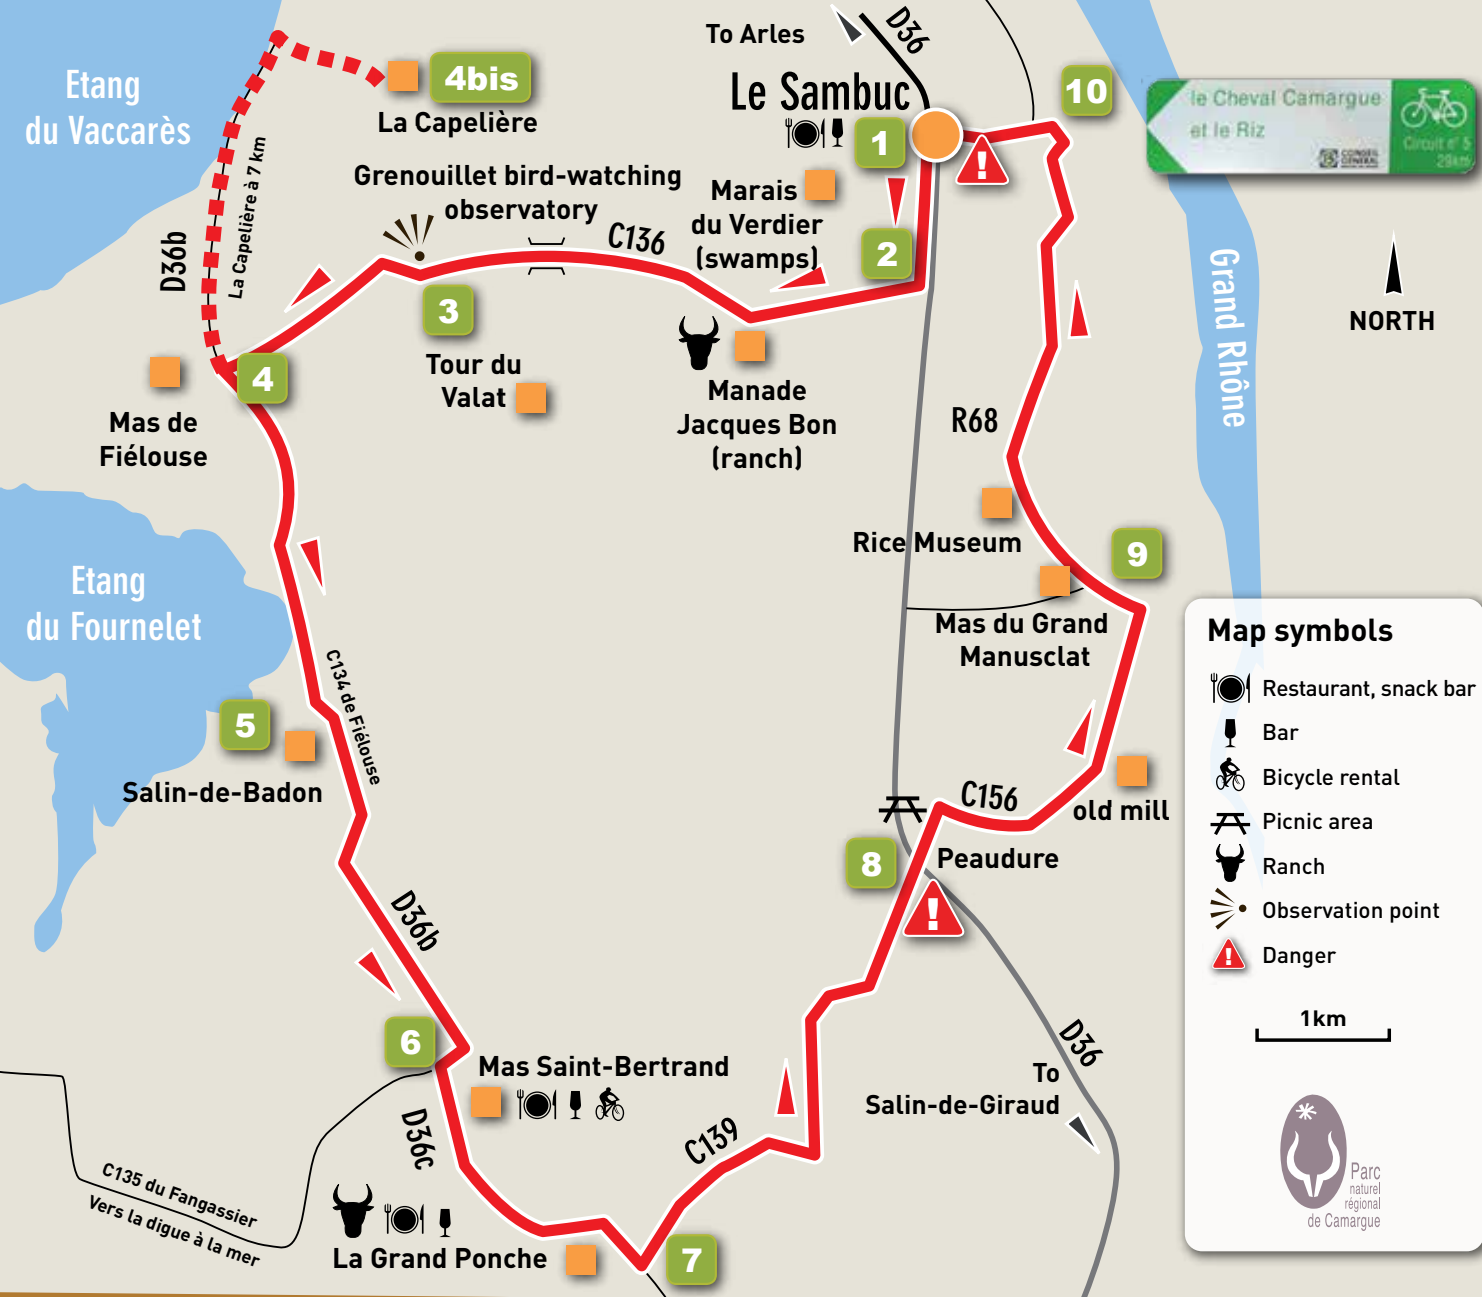 To Arles
D36
Le Sambuc
1
10
le Cheval Camargue
et le Riz
CONSEIL
GENERAL
Circuit n° 5
29km
Etang
du Vaccarès
4bis
La Capelière
D36b
La Capelière à 7km
Grenouillet bird-watching
observatory
C136
Marais
du Verdier
(swamps)
2
3
Tour du
Valat
4
Mas de
Fiélouse
Manade
Jacques Bon
(ranch)
Grand Rhône
NORTH
R68
Rice Museum
9
Mas du Grand
Manusclat
Etang
du Fournelet
C134 de Fiélouse
5
Salin-de-Badon
C156
old mill
8
Peaudure
D36b
6
Mas Saint-Bertrand
D36
To
Salin-de-Giraud
D36c
C139
C135 du Fangassier
Vers la digue à la mer
La Grand Ponche
7
Map symbols
Restaurant, snack bar
Bar
Bicycle rental
Picnic area
Ranch
Observation point
Danger
1km
Parc
naturel
régional
de Camargue